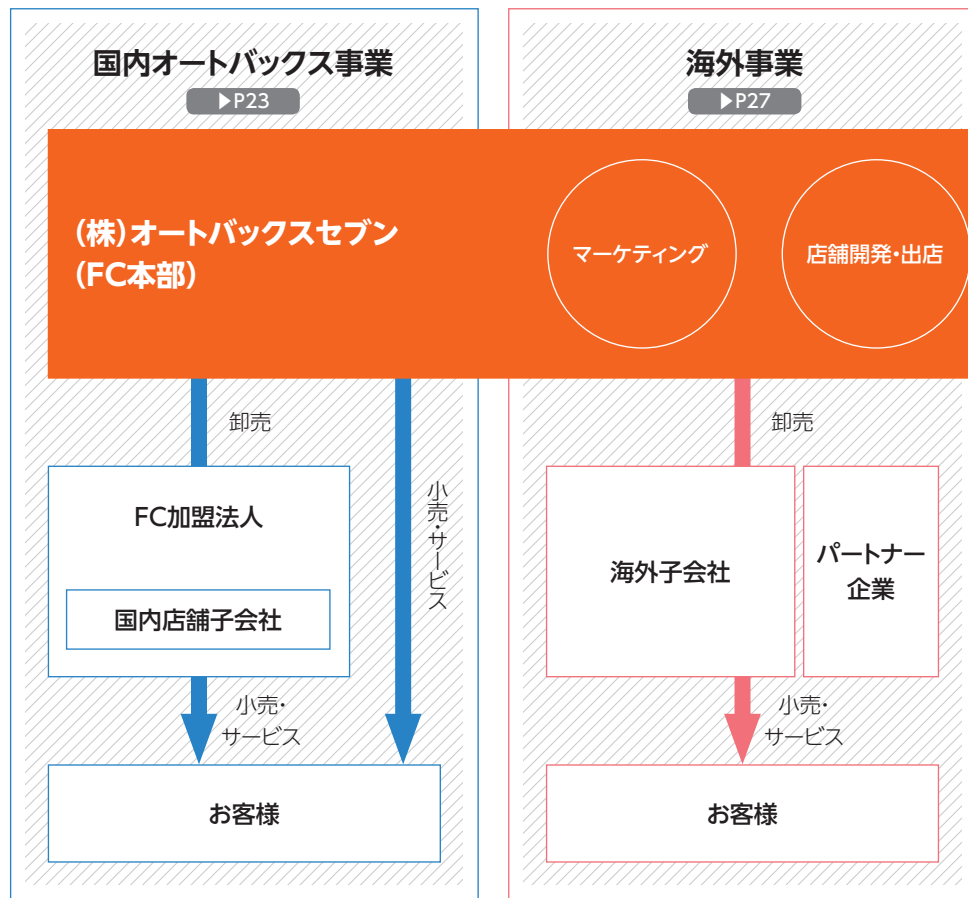 国内オートバックス事業
▶P23
海外事業
▶P27
(株)オートバックスセブン
(FC本部)
マーケティング
店舗開発・出店
卸売
小売・サービス
卸売
FC加盟法人
国内店舗子会社
海外子会社
パートナー
企業
小売・
サービス
小売・
サービス
お客様
お客様